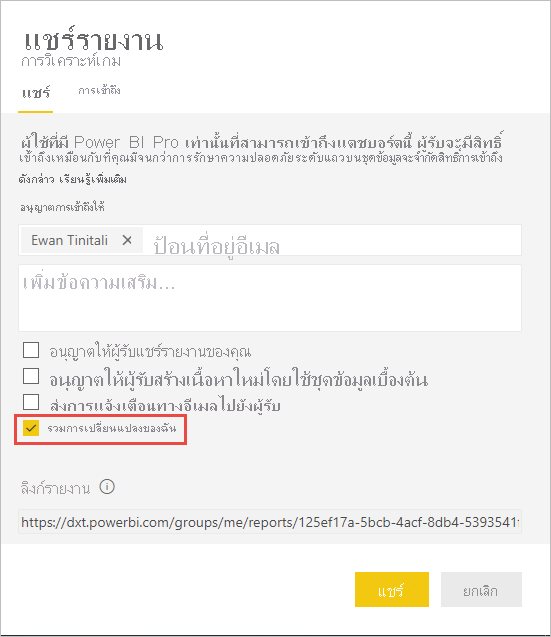 แชร์รายงาน
การวิเคราะห์เกม
แชร์ การเข้าถึง
ผู้ใช้ที่มี Power BI Pro เท่านั้นที่สามารถเข้าถึงแดชบอร์ดนี้ ผู้รับจะมีสิทธิ์
เข้าถึงเหมือนกับที่คุณมีจนกว่าการรักษาความปลอดภัยระดับแถวบนชุดข้อมูลจะจำกัดสิทธิ์การเข้าถึง
ดังกล่าว เรียนรู้เพิ่มเติม
อนุญาตการเข้าถึงให้
Ewan Tinitali ป้อนที่อยู่อีเมล
เพิ่มข้อความเสริม...
อนุญาตให้ผู้รับแชร์รายงานของคุณ
อนุญาตให้ผู้รับสร้างเนื้อหาใหม่โดยใช้ชุดข้อมูลเบื้องต้น
ส่งการแจ้งเตือนทางอีเมลไปยังผู้รับ
รวมการเปลี่ยนแปลงของฉัน
ลิงก์รายงาน
https://dxt.powerbi.com/groups/me/reports/125ef17a-5bcb-4acf-8db4-5393541f
แชร์ ยกเลิก